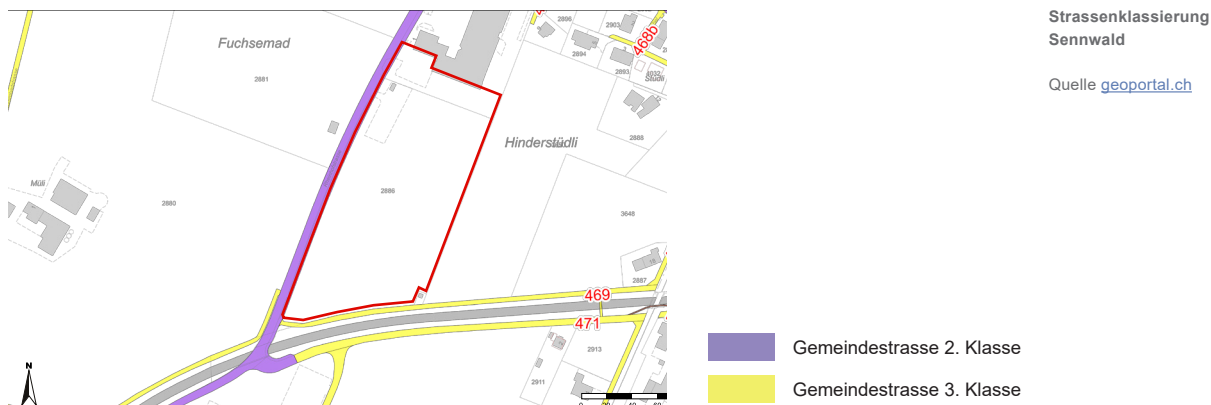 Strassenklassierung
Sennwald
Quelle geoportal.ch
Fuchsemad
2881
2896
2903
468b
2894
2893
4032
Stüdli
2888
Hinderstüdli
Müli
2880
2886
3648
2887
469
471
2913
2911
N
Gemeindestrasse 2. Klasse
Gemeindestrasse 3. Klasse